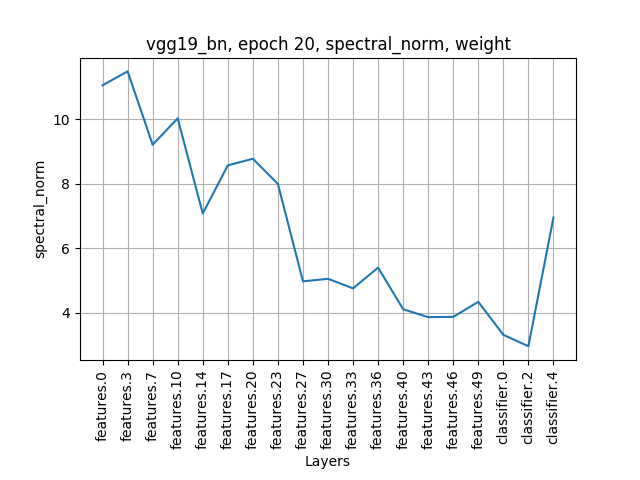 vgg19_bn, epoch 20, spectral_norm, weight
spectral_norm
10
8
6
4
features.0
features.3
features.7
features.10
features.14
features.17
features.20
features.23
features.27
features.30
features.33
features.36
features.40
features.43
features.46
features.49
classifier.0
classifier.2
classifier.4
Layers